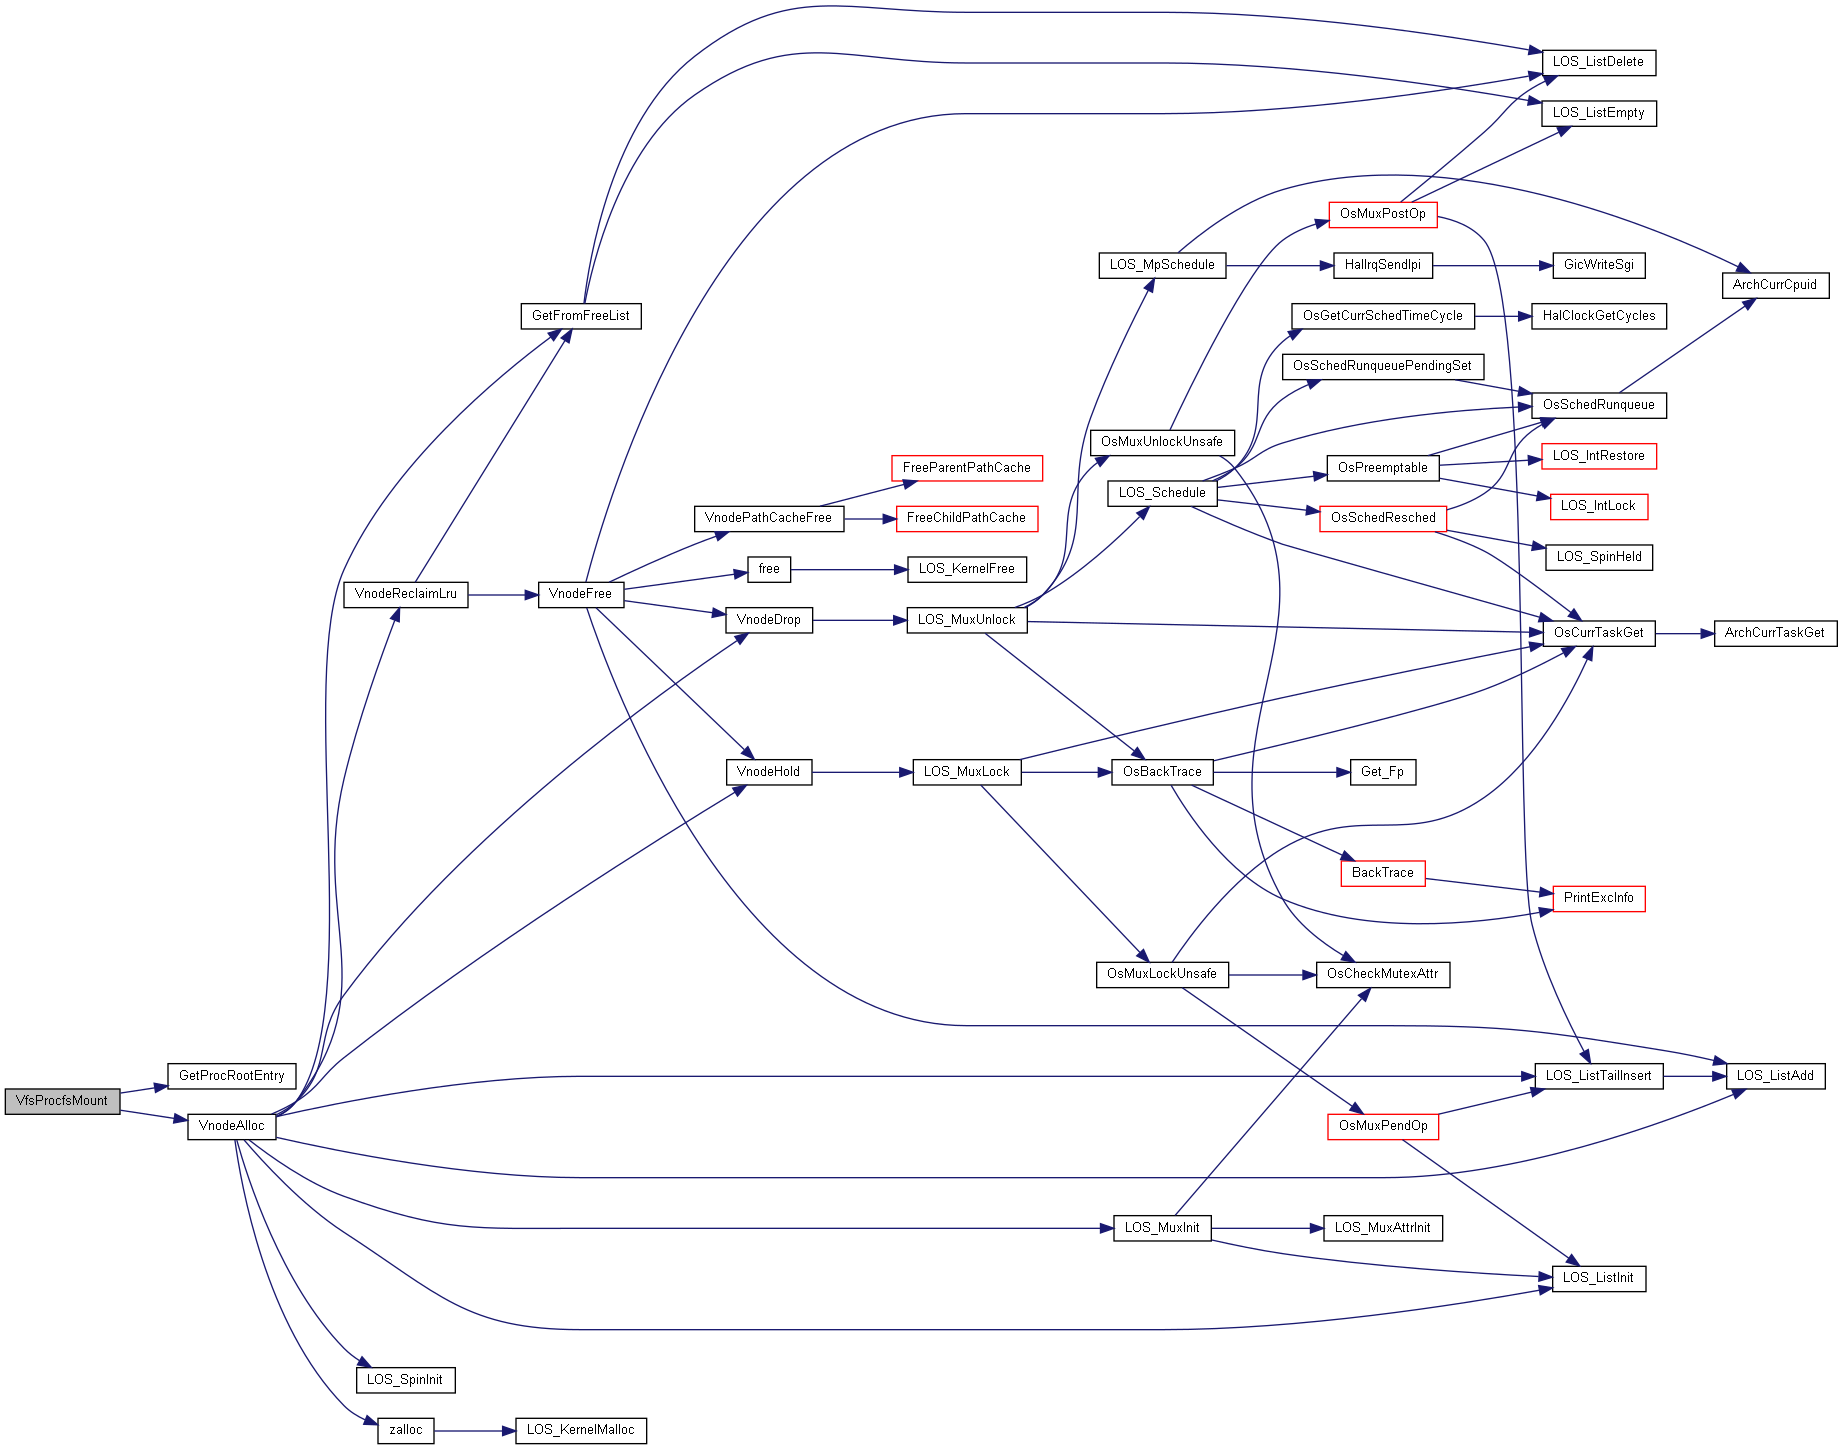 LOS_ListDelete
LOS_ListEmpty
OsMuxPostOp
LOS_MpSchedule
HalIrqSendIpi
GicWriteSgi
ArchCurrCpuid
GetFromFreeList
OsGetCurrSchedTimeCycle
HalClockGetCycles
OsSchedRunqueuePendingSet
OsSchedRunqueue
OsMuxUnlockUnsafe
LOS_IntRestore
FreeParentPathCache
OsPreemptable
LOS_Schedule
LOS_IntLock
VnodePathCacheFree
FreeChildPathCache
OsSchedResched
LOS_SpinHeld
free
LOS_KernelFree
VnodeReclaimLru
VnodeFree
VnodeDrop
LOS_MuxUnlock
OsCurrTaskGet
ArchCurrTaskGet
VnodeHold
LOS_MuxLock
OsBackTrace
Get_Fp
BackTrace
PrintExcInfo
OsMuxLockUnsafe
OsCheckMutexAttr
GetProcRootEntry
LOS_ListTailInsert
LOS_ListAdd
VfsProcfsMount
VnodeAlloc
OsMuxPendOp
LOS_MuxInit
LOS_MuxAttrInit
LOS_ListInit
LOS_SpinInit
zalloc
LOS_KernelMalloc